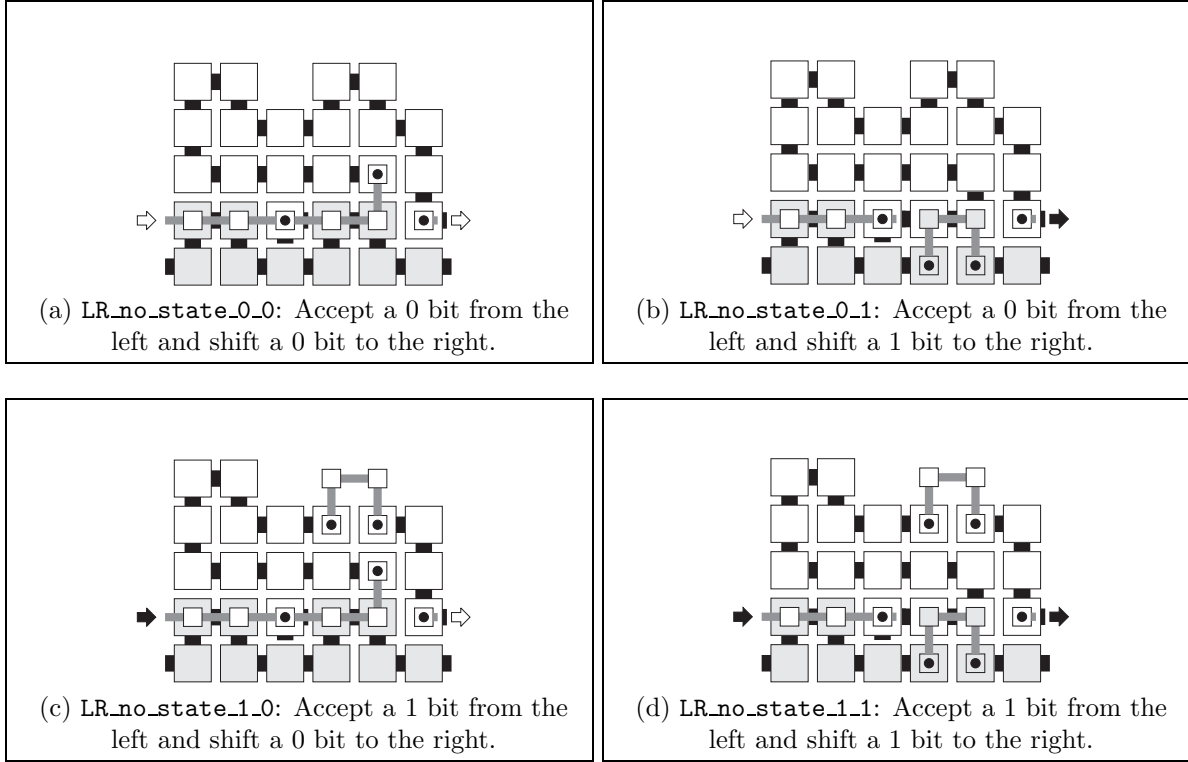 (a) LR_no_state_0_0: Accept a 0 bit from the
left and shift a 0 bit to the right.
(b) LR_no_state_0_1: Accept a 0 bit from the
left and shift a 1 bit to the right.
(c) LR_no_state_1_0: Accept a 1 bit from the
left and shift a 0 bit to the right.
(d) LR_no_state_1_1: Accept a 1 bit from the
left and shift a 1 bit to the right.